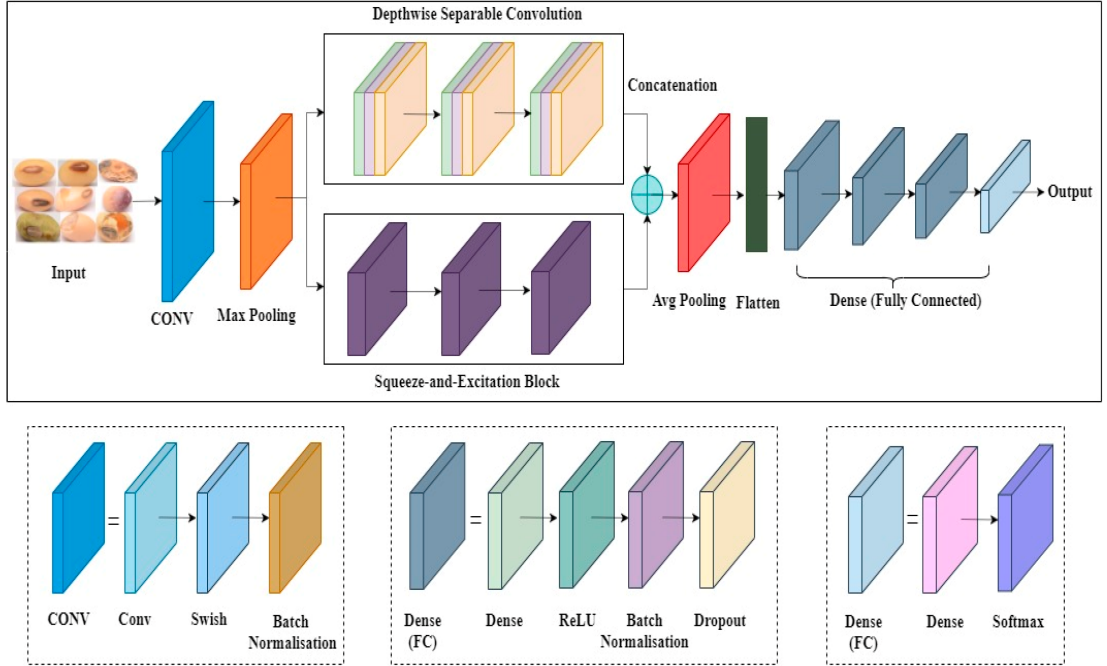 Depthwise Separable Convolution
Concatenation
Input
CONV
Max Pooling
Squeeze-and-Excitation Block
Avg Pooling
Flatten
Dense (Fully Connected)
Output
=
CONV
Conv
Swish
Batch
Normalisation
=
Dense
(FC)
Dense
ReLU
Batch
Normalisation
Dropout
=
Dense
(FC)
Dense
Softmax